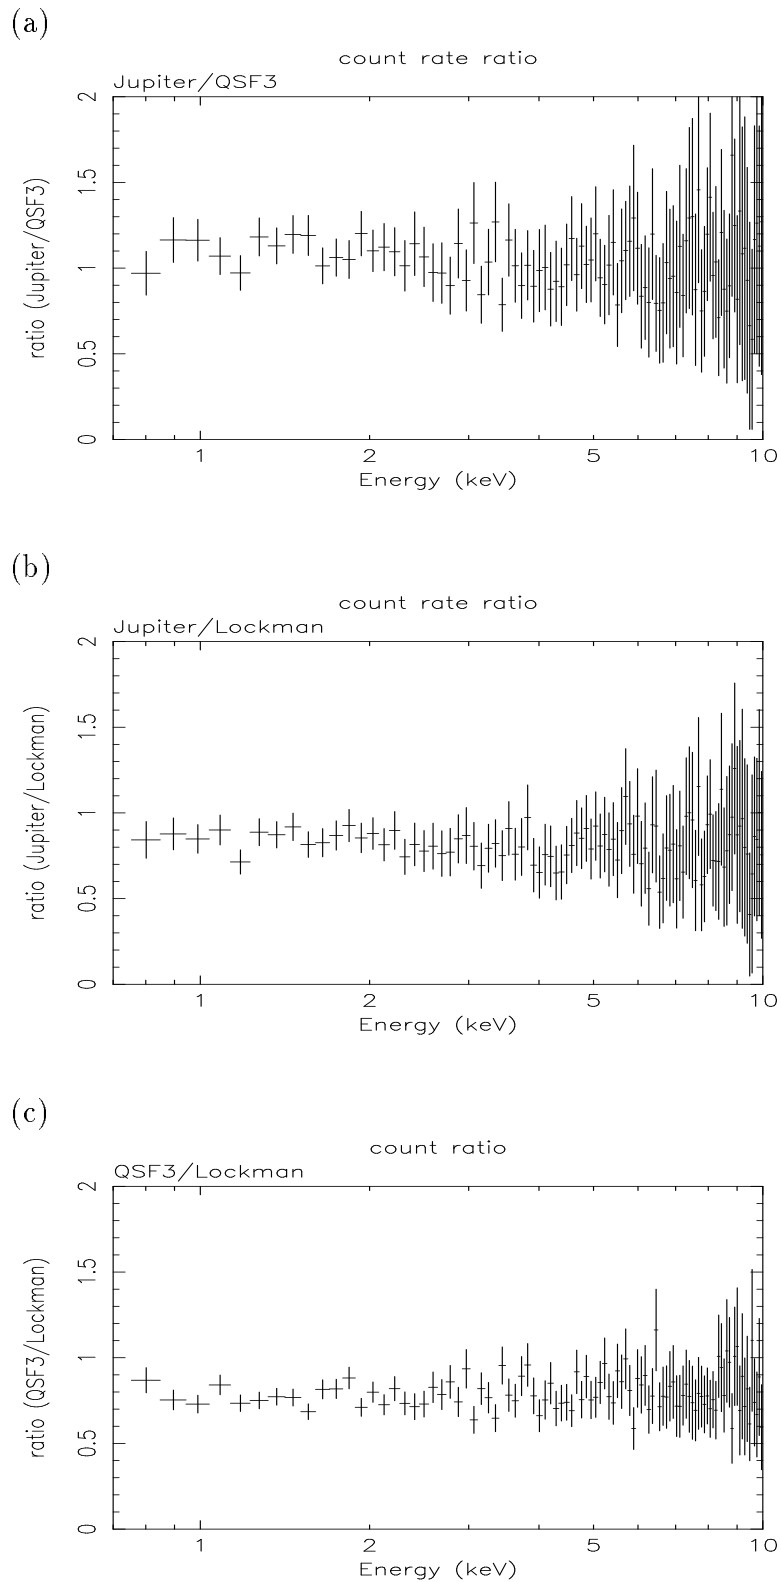 (a)
count rate ratio
Jupiter/QSF3
ratio (Jupiter/QSF3)
2
1.5
1
0.5
0
1 2 5 10
Energy (keV)
(b)
count rate ratio
Jupiter/Lockman
ratio (Jupiter/Lockman)
2
1.5
1
0.5
0
1 2 5 10
Energy (keV)
(c)
count ratio
QSF3/Lockman
ratio (QSF3/Lockman)
2
1.5
1
0.5
0
1 2 5 10
Energy (keV)